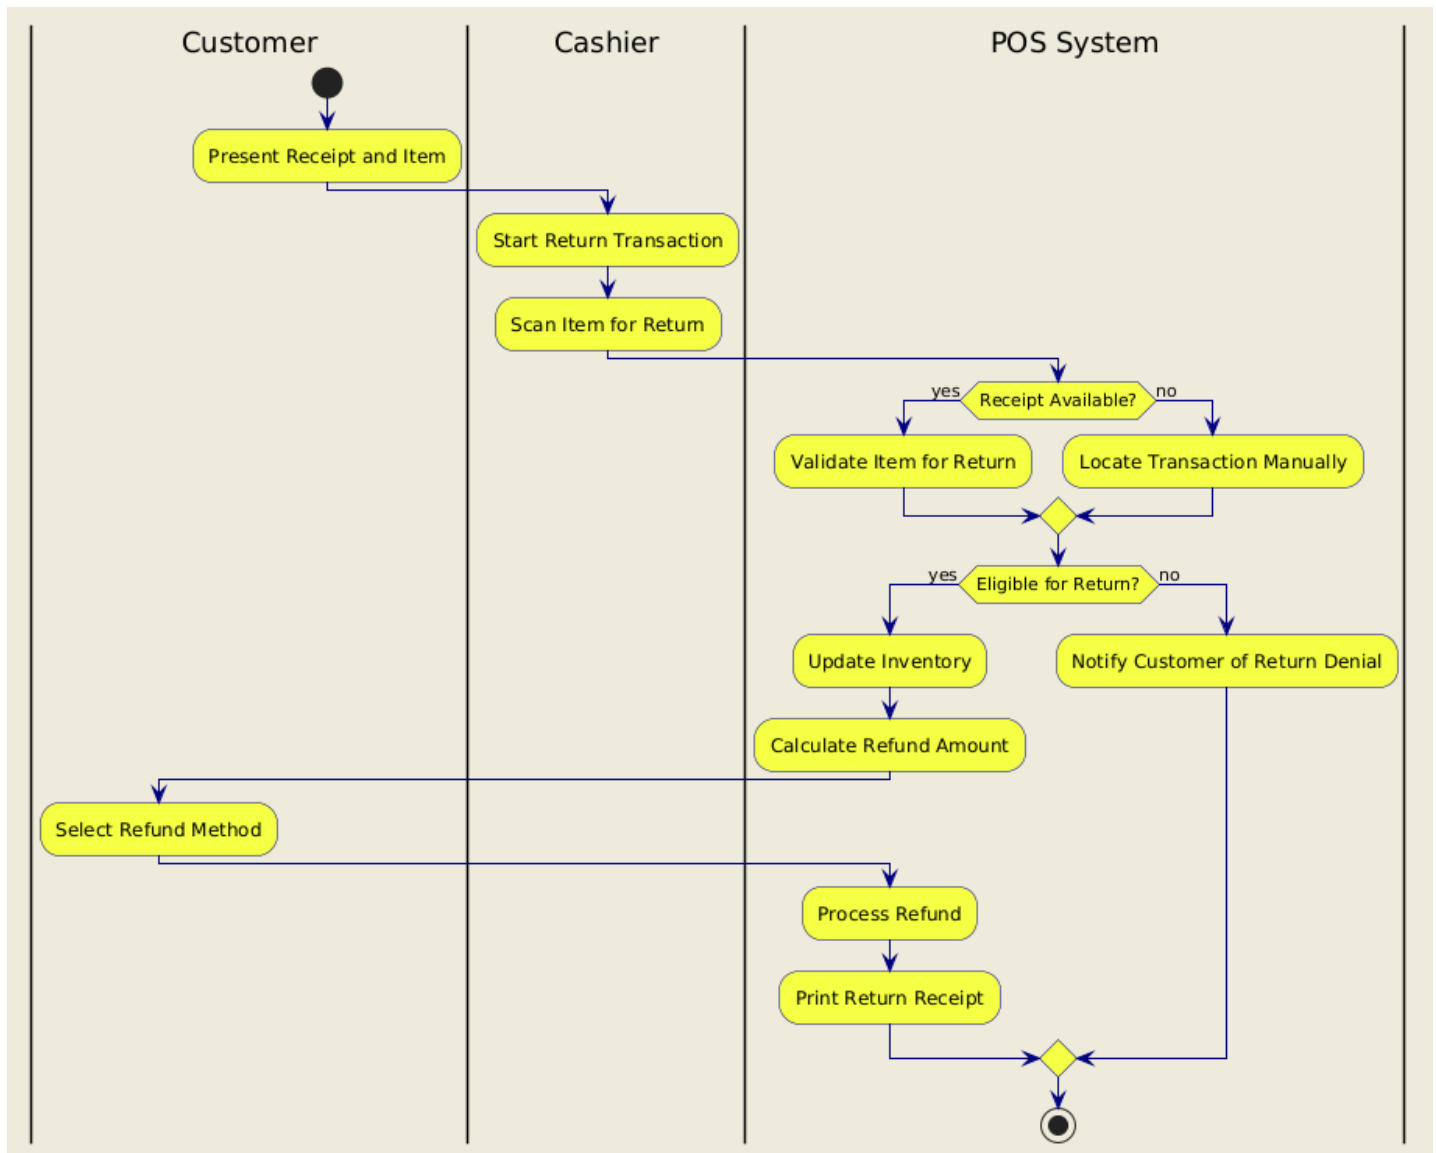 Customer
Cashier
POS System
Present Receipt and Item
Start Return Transaction
Scan Item for Return
yes
Receipt Available?
no
Validate Item for Return
Locate Transaction Manually
yes
Eligible for Return?
no
Update Inventory
Notify Customer of Return Denial
Calculate Refund Amount
Select Refund Method
Process Refund
Print Return Receipt